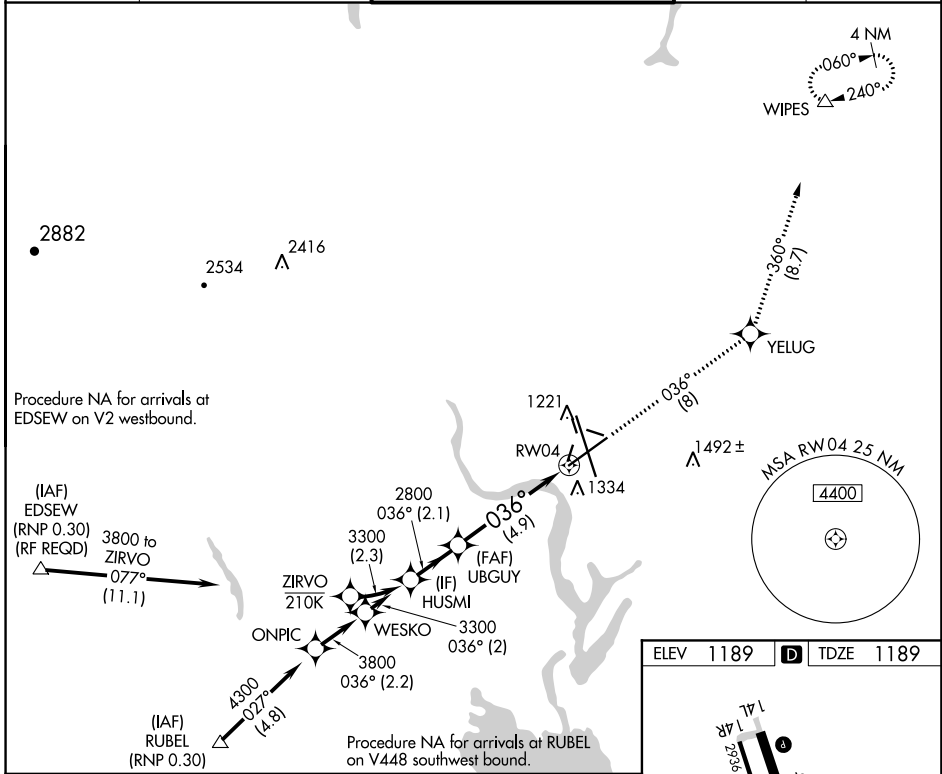 4 NM
060°
240°
WIPES
2882
2416
2534
360°
(8.7)
YELUG
036°
(8)
Procedure NA for arrivals at
EDSEW on V2 westbound.
1221
RW04
1492 ±
1334
MSA RW04 25 NM
4400
(IAF)
EDSEW
(RNP 0.30)
(RF REQD)
3800 to
ZIRVO
077°
(11.1)
2800
036° (2.1)
036°
(4.9)
3300
(2.3)
(FAF)
UBGUY
ZIRVO
210K
(IF)
HUSMI
WESKO
3300
036° (2)
ONPIC
3800
036° (2.2)
4300
027°
(4.8)
(IAF)
RUBEL
(RNP 0.30)
Procedure NA for arrivals at RUBEL
on V448 southwest bound.
ELEV 1189 D TDZE 1189
14L
14R
2936
P